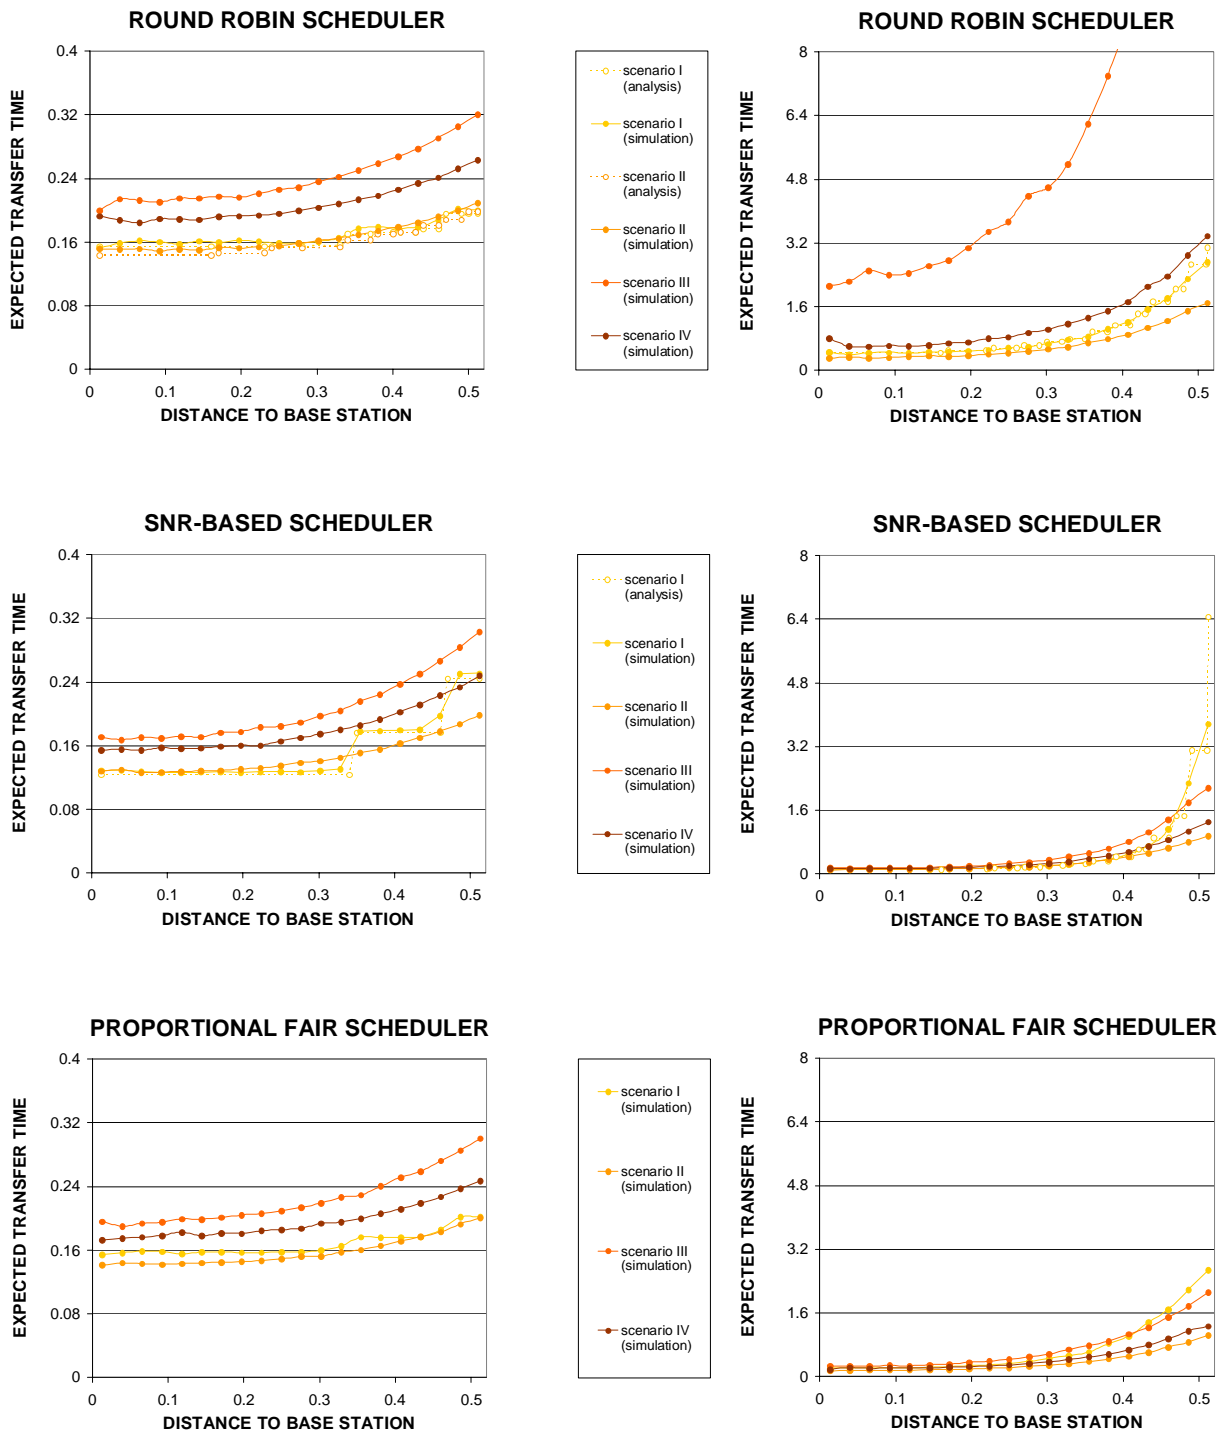 ROUND ROBIN SCHEDULER
0.4
0.32
0.24
0.16
0.08
0
EXPECTED TRANSFER TIME
0 0.1 0.2 0.3 0.4 0.5
DISTANCE TO BASE STATION
scenario I
(analysis)
scenario I
(simulation)
scenario II
(analysis)
scenario II
(simulation)
scenario III
(simulation)
scenario IV
(simulation)
ROUND ROBIN SCHEDULER
8
6.4
4.8
3.2
1.6
0
EXPECTED TRANSFER TIME
0 0.1 0.2 0.3 0.4 0.5
DISTANCE TO BASE STATION
SNR-BASED SCHEDULER
0.4
0.32
0.24
0.16
0.08
0
EXPECTED TRANSFER TIME
0 0.1 0.2 0.3 0.4 0.5
DISTANCE TO BASE STATION
scenario I
(analysis)
scenario I
(simulation)
scenario II
(simulation)
scenario III
(simulation)
scenario IV
(simulation)
SNR-BASED SCHEDULER
8
6.4
4.8
3.2
1.6
0
EXPECTED TRANSFER TIME
0 0.1 0.2 0.3 0.4 0.5
DISTANCE TO BASE STATION
PROPORTIONAL FAIR SCHEDULER
0.4
0.32
0.24
0.16
0.08
0
EXPECTED TRANSFER TIME
0 0.1 0.2 0.3 0.4 0.5
DISTANCE TO BASE STATION
scenario I
(simulation)
scenario II
(simulation)
scenario III
(simulation)
scenario IV
(simulation)
PROPORTIONAL FAIR SCHEDULER
8
6.4
4.8
3.2
1.6
0
EXPECTED TRANSFER TIME
0 0.1 0.2 0.3 0.4 0.5
DISTANCE TO BASE STATION